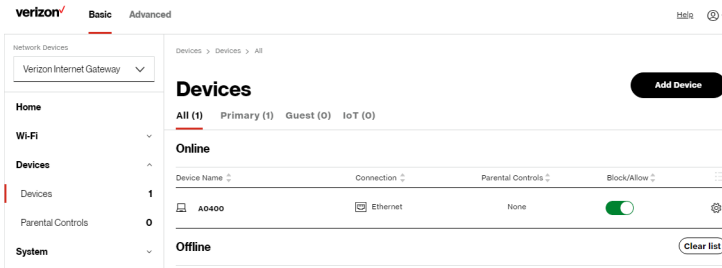 verizon✓ Basic Advanced Help
Network Devices
Verizon Internet Gateway
Home
Wi-Fi
Devices
Devices 1
Parental Controls 0
System
Devices > Devices > All
Devices
Add Device
All (1) Primary (1) Guest (0) IoT (0)
Online
Device Name Connection Parental Controls Block/Allow
A0400 Ethernet None
Offline Clear list